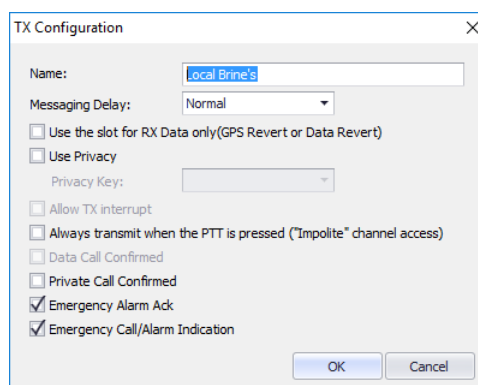 TX Configuration
Name: Local Brine's
Messaging Delay: Normal
Use the slot for RX Data only(GPS Revert or Data Revert)
Use Privacy
Privacy Key:
Allow TX interrupt
Always transmit when the PTT is pressed ("Impolite" channel access)
Data Call Confirmed
Private Call Confirmed
Emergency Alarm Ack
Emergency Call/Alarm Indication
OK Cancel